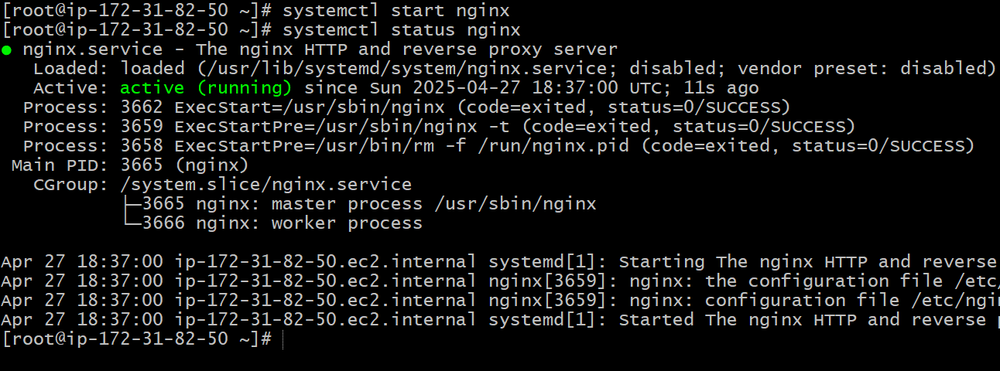 [root@ip-172-31-82-50 ~]# systemctl start nginx
[root@ip-172-31-82-50 ~]# systemctl status nginx
● nginx.service - The nginx HTTP and reverse proxy server
   Loaded: loaded (/usr/lib/systemd/system/nginx.service; disabled; vendor preset: disabled)
   Active: active (running) since Sun 2025-04-27 18:37:00 UTC; 11s ago
  Process: 3662 ExecStart=/usr/sbin/nginx (code=exited, status=0/SUCCESS)
  Process: 3659 ExecStartPre=/usr/sbin/nginx -t (code=exited, status=0/SUCCESS)
  Process: 3658 ExecStartPre=/usr/bin/rm -f /run/nginx.pid (code=exited, status=0/SUCCESS)
 Main PID: 3665 (nginx)
   CGroup: /system.slice/nginx.service
           ├─3665 nginx: master process /usr/sbin/nginx
           └─3666 nginx: worker process

Apr 27 18:37:00 ip-172-31-82-50.ec2.internal systemd[1]: Starting The nginx HTTP and reverse
Apr 27 18:37:00 ip-172-31-82-50.ec2.internal nginx[3659]: nginx: the configuration file /etc/
Apr 27 18:37:00 ip-172-31-82-50.ec2.internal nginx[3659]: nginx: configuration file /etc/ngin
Apr 27 18:37:00 ip-172-31-82-50.ec2.internal systemd[1]: Started The nginx HTTP and reverse p
[root@ip-172-31-82-50 ~]#